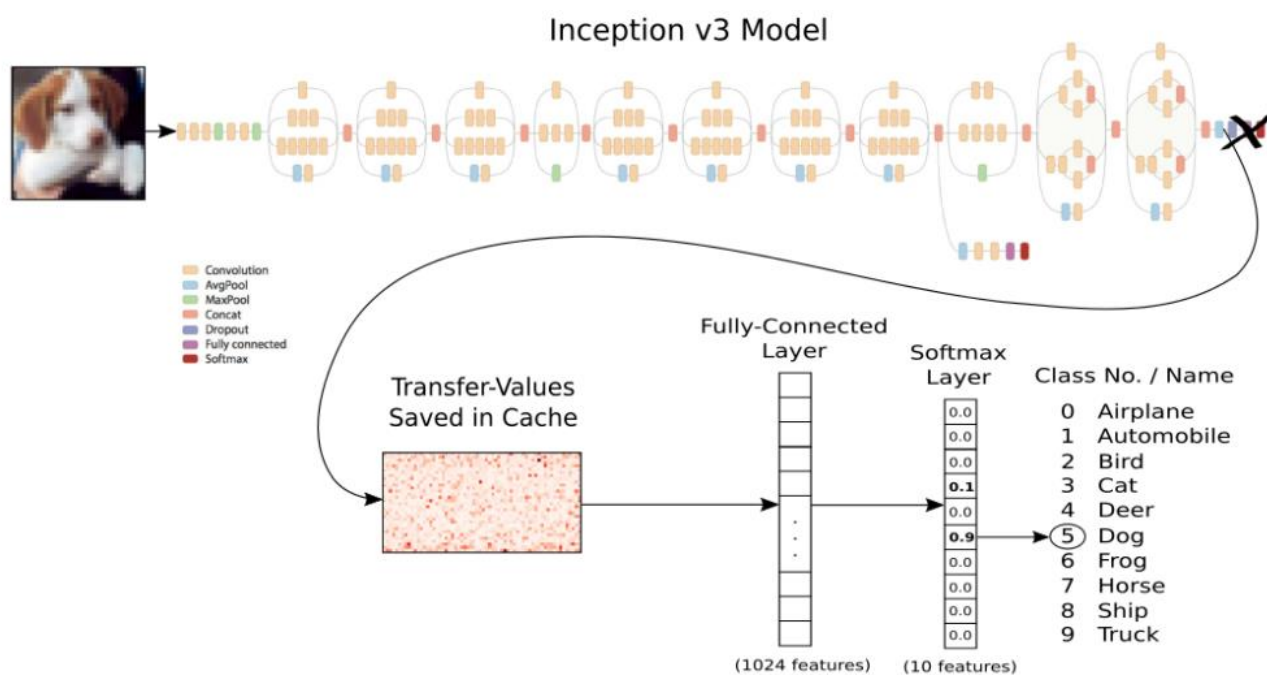 Inception v3 Model
Convolution
AvgPool
MaxPool
Concat
Dropout
Fully connected
Softmax
Transfer-Values
Saved in Cache
Fully-Connected
Layer
(1024 features)
Softmax
Layer
0.0
0.0
0.0
0.1
0.0
0.9
0.0
0.0
0.0
0.0
(10 features)
Class No. / Name
0 Airplane
1 Automobile
2 Bird
3 Cat
4 Deer
5 Dog
6 Frog
7 Horse
8 Ship
9 Truck